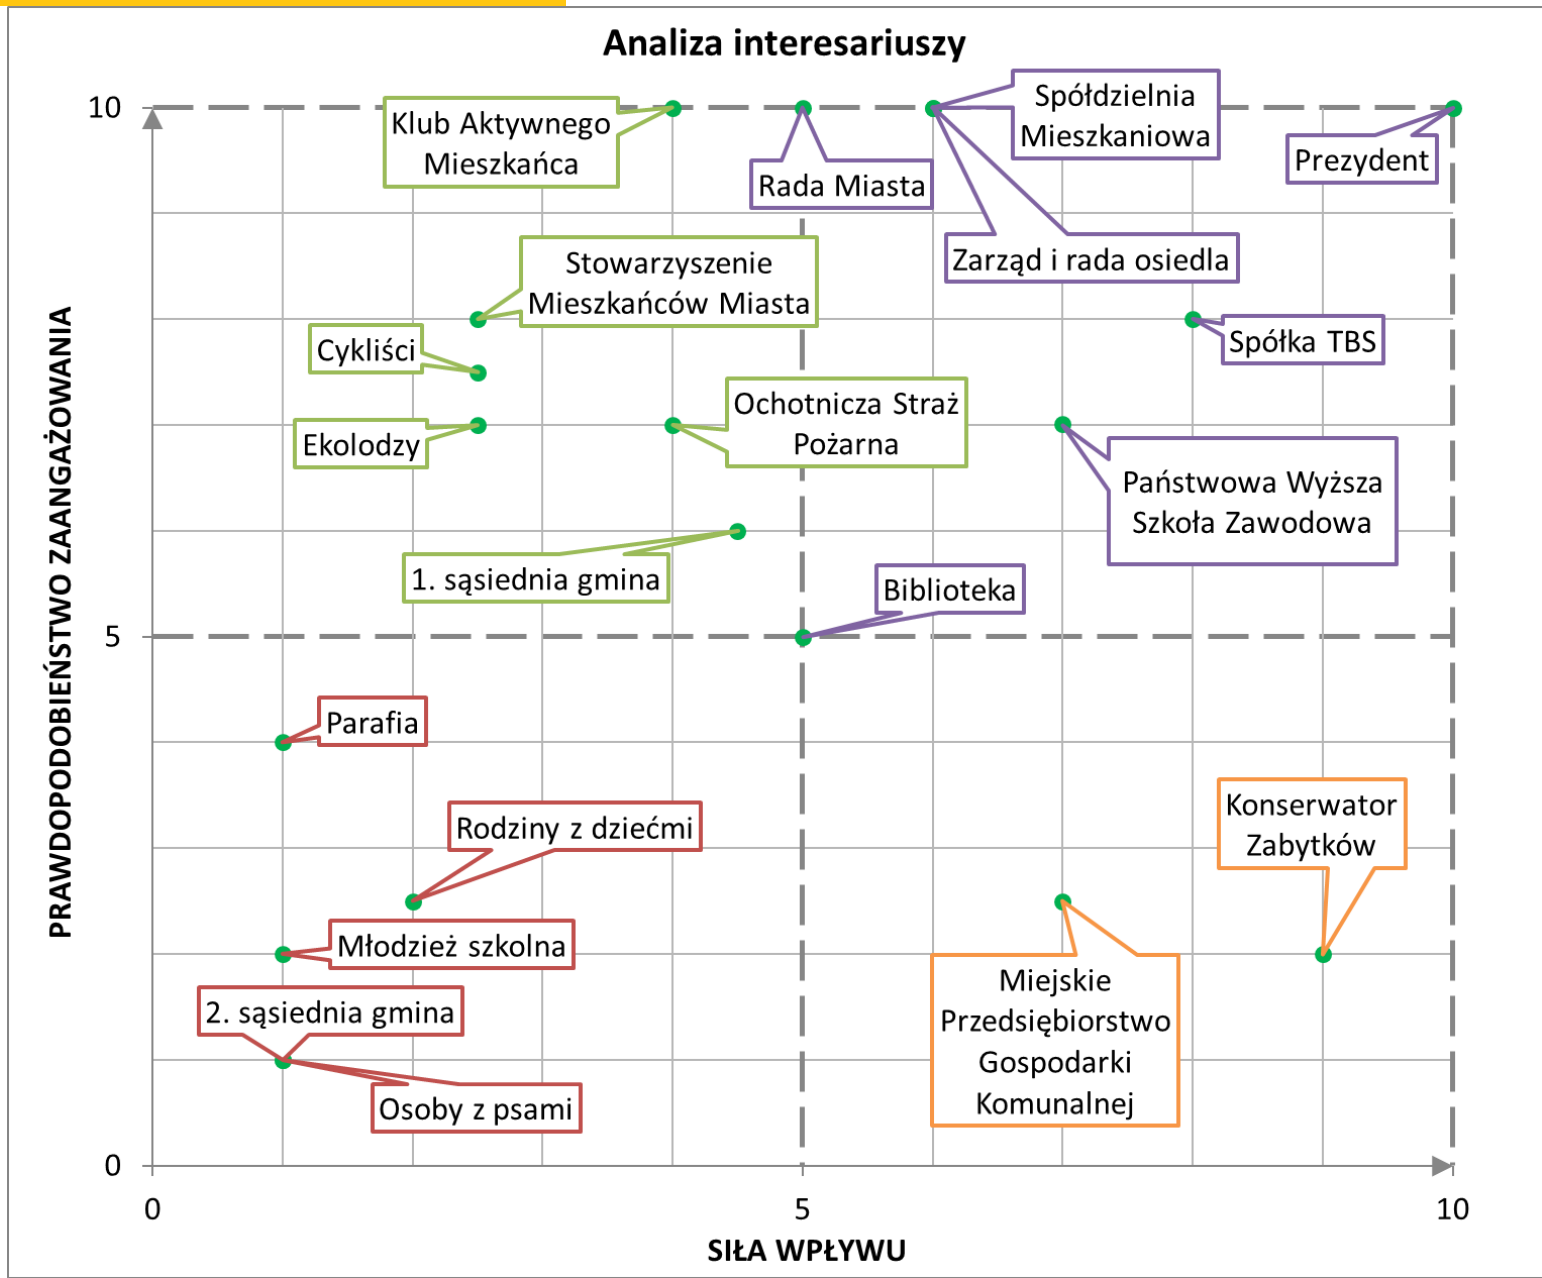 Analiza interesariuszy
10
Klub Aktywnego
Mieszkańca
Rada Miasta
Spółdzielnia
Mieszkaniowa
Prezydent
Zarząd i rada osiedla
Stowarzyszenie
Mieszkańców Miasta
Cykliści
Spółka TBS
Ekolodzy
Ochotnicza Straż
Pożarna
Państwowa Wyższa
Szkoła Zawodowa
1. sąsiednia gmina
Biblioteka
5
PRAWDOPODOBIEŃSTWO ZAANGAŻOWANIA
Parafia
Rodziny z dziećmi
Konserwator
Zabytków
Młodzież szkolna
2. sąsiednia gmina
Osoby z psami
Miejskie
Przedsiębiorstwo
Gospodarki
Komunalnej
0
0
5
10
SIŁA WPŁYWU